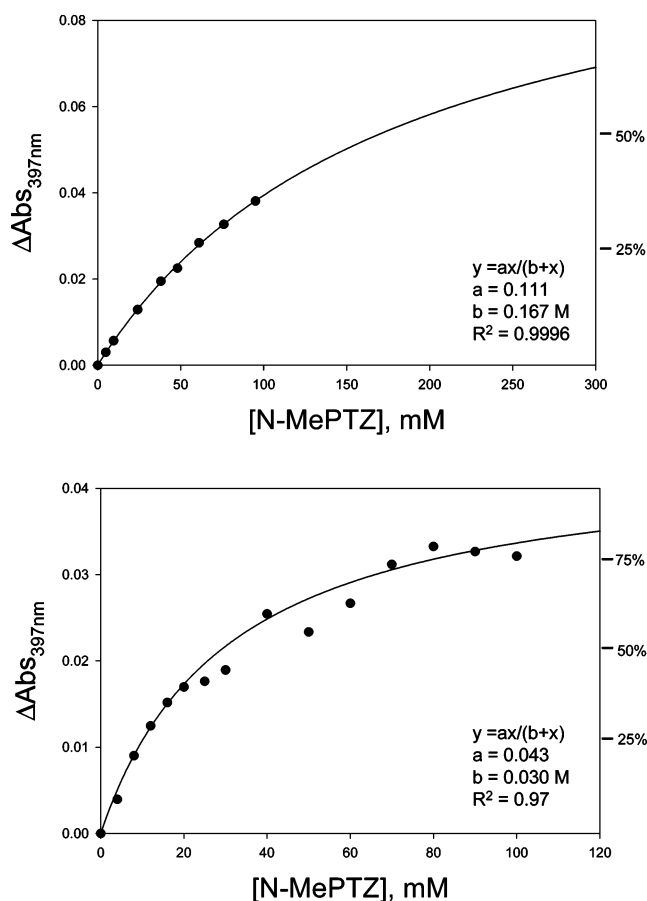 0.08
0.06
0.04
0.02
0.00
ΔAbs397nm
50%
25%
y =ax/(b+x)
a = 0.111
b = 0.167 M
R² = 0.9996
0
50
100
150
200
250
300
[N-MePTZ], mM
0.04
0.03
0.02
0.01
0.00
ΔAbs397nm
75%
50%
25%
y =ax/(b+x)
a = 0.043
b = 0.030 M
R² = 0.97
0
20
40
60
80
100
120
[N-MePTZ], mM